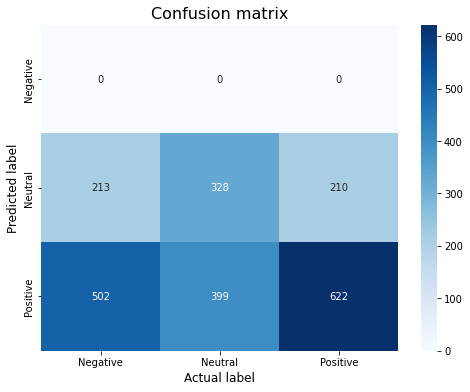 Confusion matrix
Predicted label
Negative
0 0 0
Neutral
213 328 210
Positive
502 399 622
Negative Neutral Positive
Actual label
600
500
400
300
200
100
0